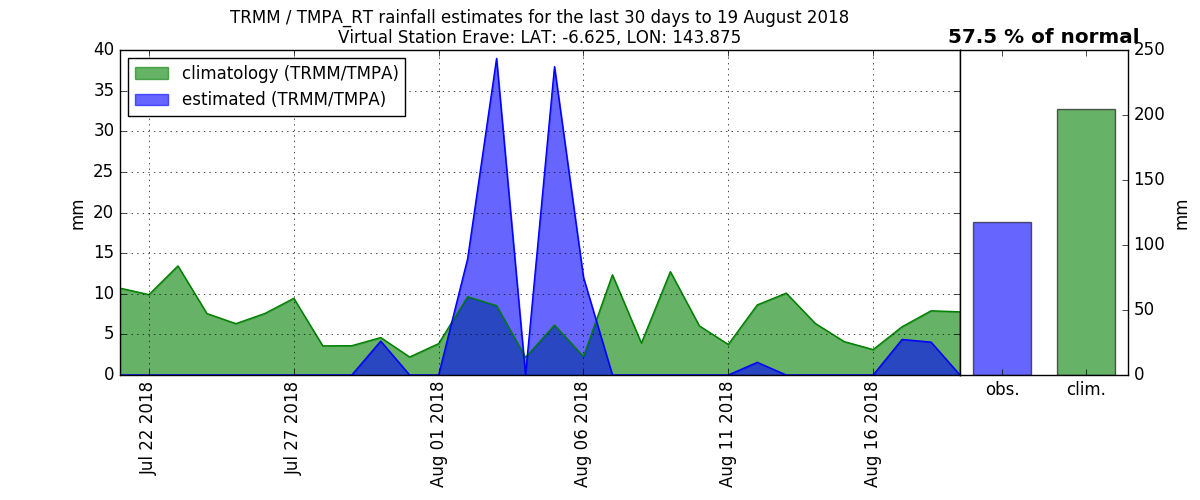 TRMM / TMPA_RT rainfall estimates for the last 30 days to 19 August 2018
Virtual Station Erave: LAT: -6.625, LON: 143.875
57.5 % of normal
climatology (TRMM/TMPA)
estimated (TRMM/TMPA)
40
35
30
25
20
15
10
5
0
mm
Jul 22 2018
Jul 27 2018
Aug 01 2018
Aug 06 2018
Aug 11 2018
Aug 16 2018
obs.
clim.
250
200
150
100
50
0
mm